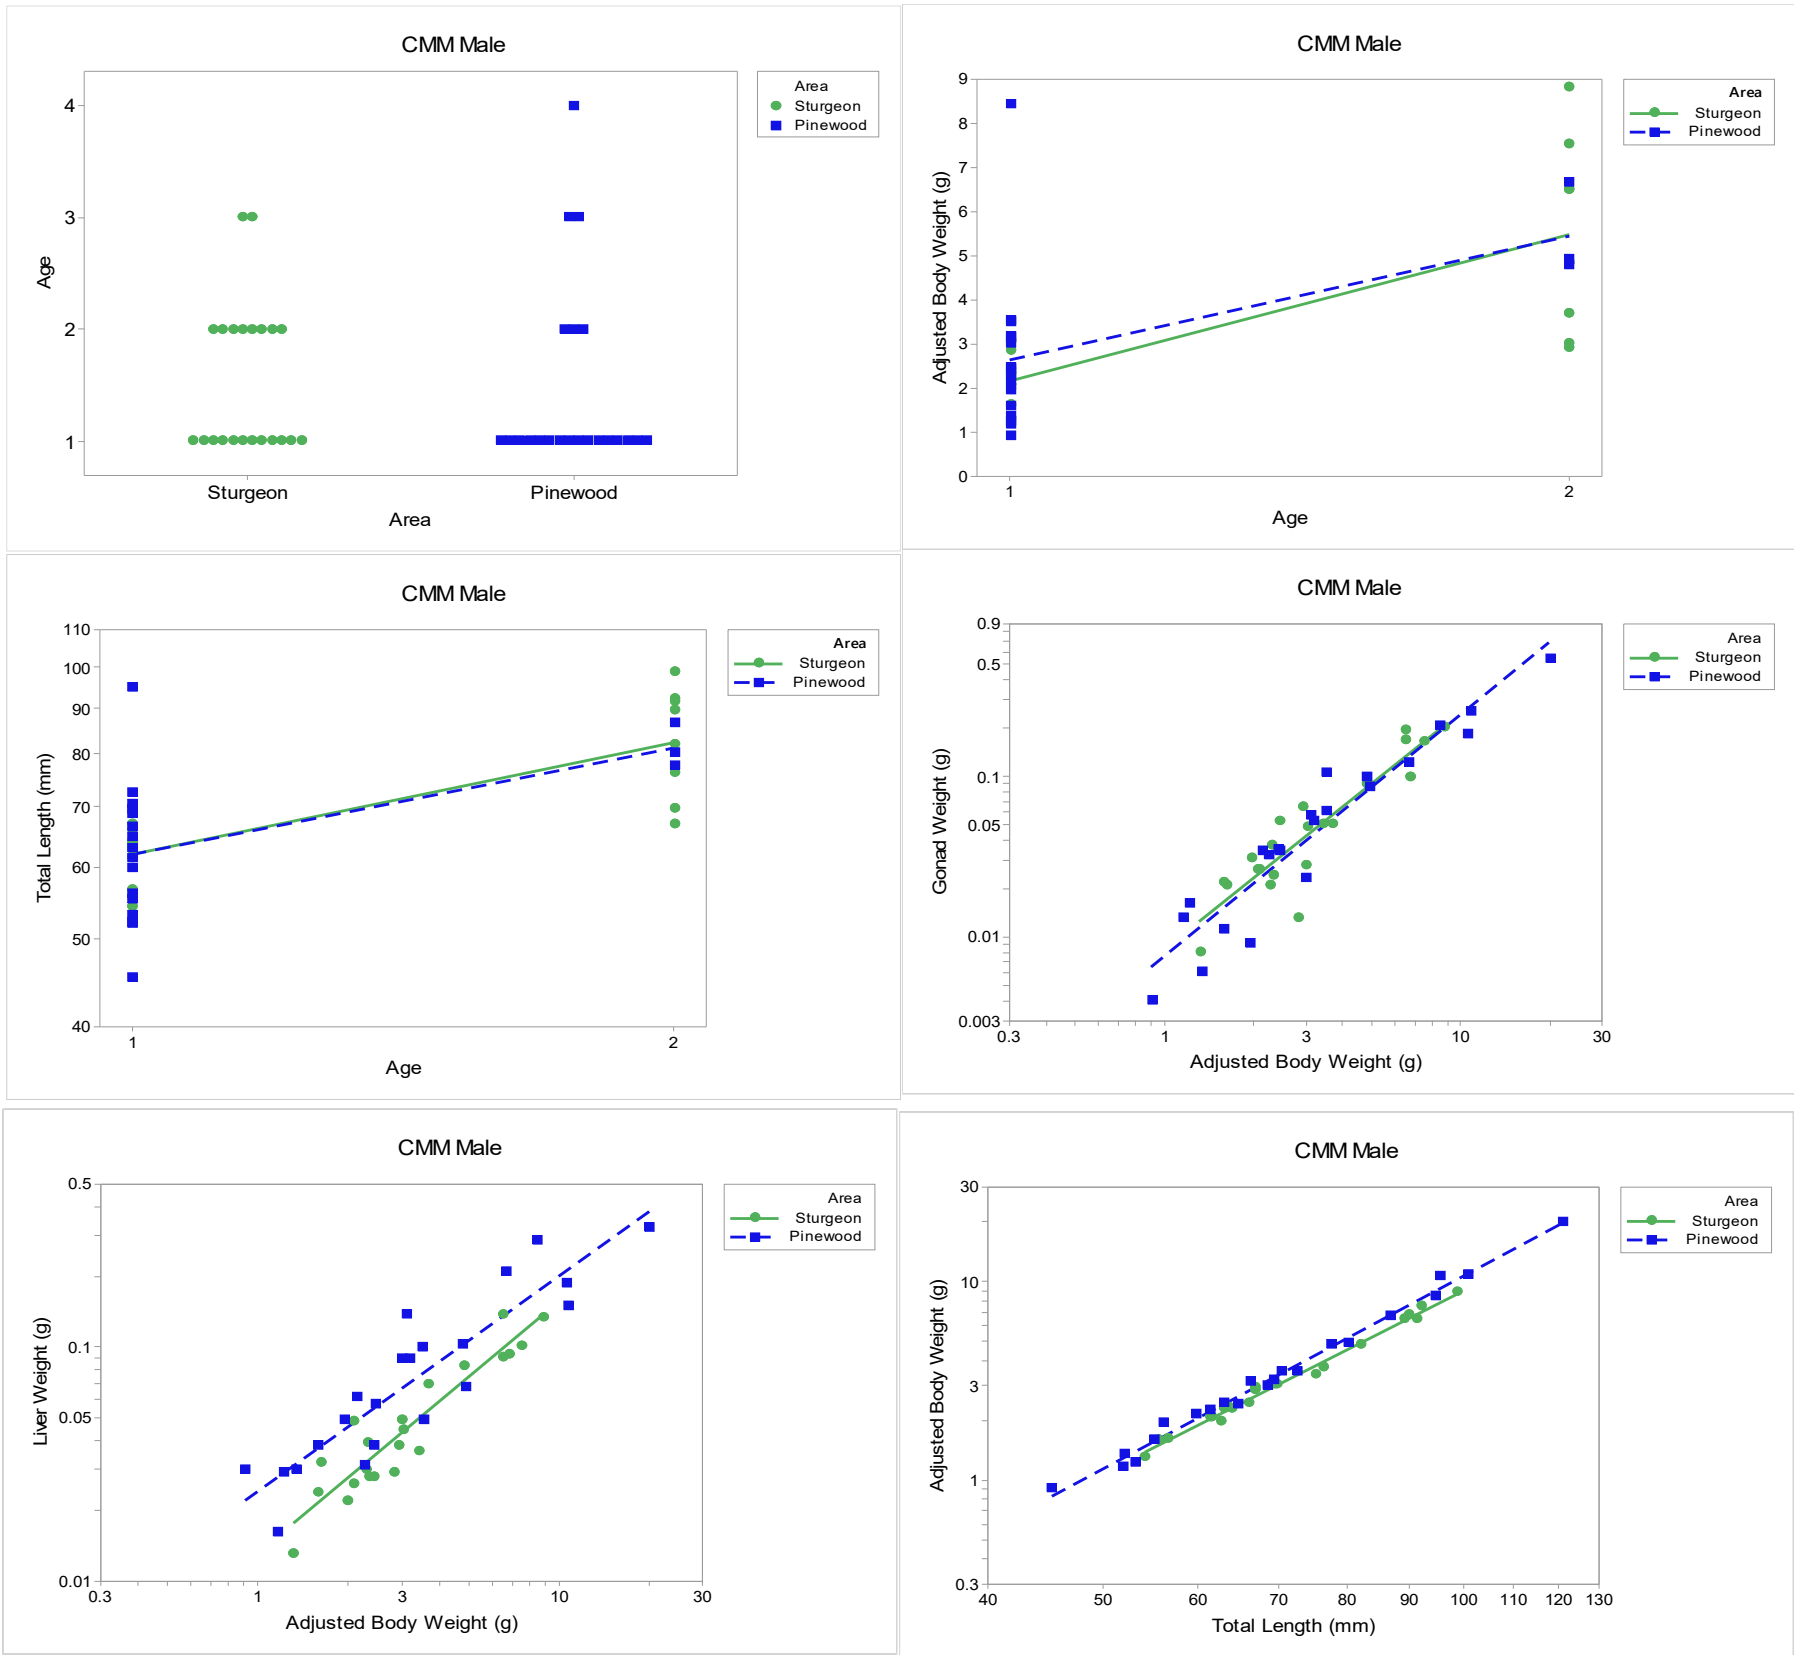 CMM Male
Age
4
3
2
1
Sturgeon
Pinewood
Area
Area
Sturgeon
Pinewood
CMM Male
Adjusted Body Weight (g)
9
8
7
6
5
4
3
2
1
0
1
2
Age
Area
Sturgeon
Pinewood
CMM Male
Total Length (mm)
110
100
90
80
70
60
50
40
1
2
Age
Area
Sturgeon
Pinewood
CMM Male
Gonad Weight (g)
0.9
0.5
0.1
0.05
0.01
0.003
0.3
1
3
10
30
Adjusted Body Weight (g)
Area
Sturgeon
Pinewood
CMM Male
Liver Weight (g)
0.5
0.1
0.05
0.01
0.3
1
3
10
30
Adjusted Body Weight (g)
Area
Sturgeon
Pinewood
CMM Male
Adjusted Body Weight (g)
30
10
3
1
0.3
40
50
60
70
80
90
100
110
120
130
Total Length (mm)
Area
Sturgeon
Pinewood